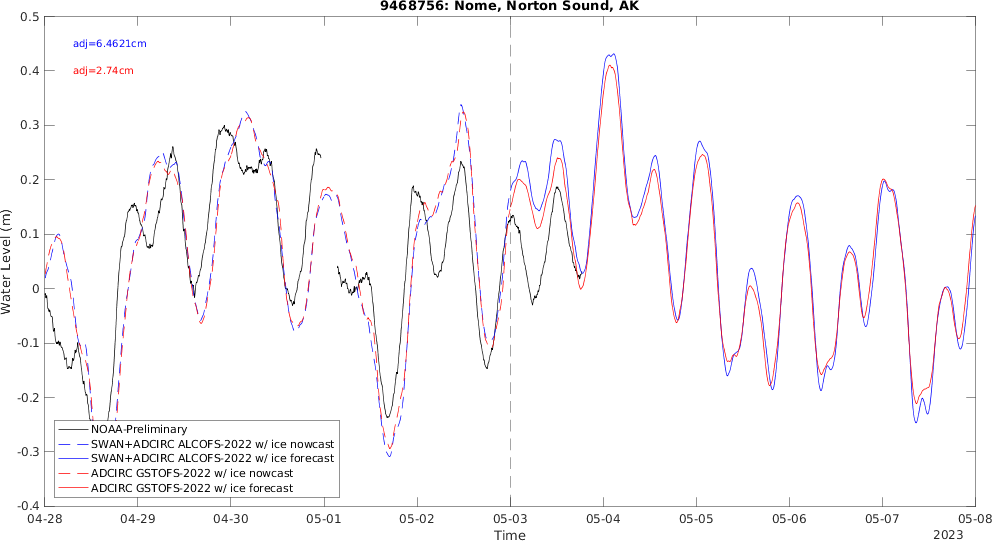 9468756: Nome, Norton Sound, AK
adj=6.4621cm
adj=2.74cm
Water Level (m)
0.5
0.4
0.3
0.2
0.1
0
-0.1
-0.2
-0.3
-0.4
NOAA-Preliminary
SWAN+ADCIRC ALCOFS-2022 w/ ice nowcast
SWAN+ADCIRC ALCOFS-2022 w/ ice forecast
ADCIRC GSTOFS-2022 w/ ice nowcast
ADCIRC GSTOFS-2022 w/ ice forecast
04-28 04-29 04-30 05-01 05-02 05-03 05-04 05-05 05-06 05-07 05-08
Time
2023